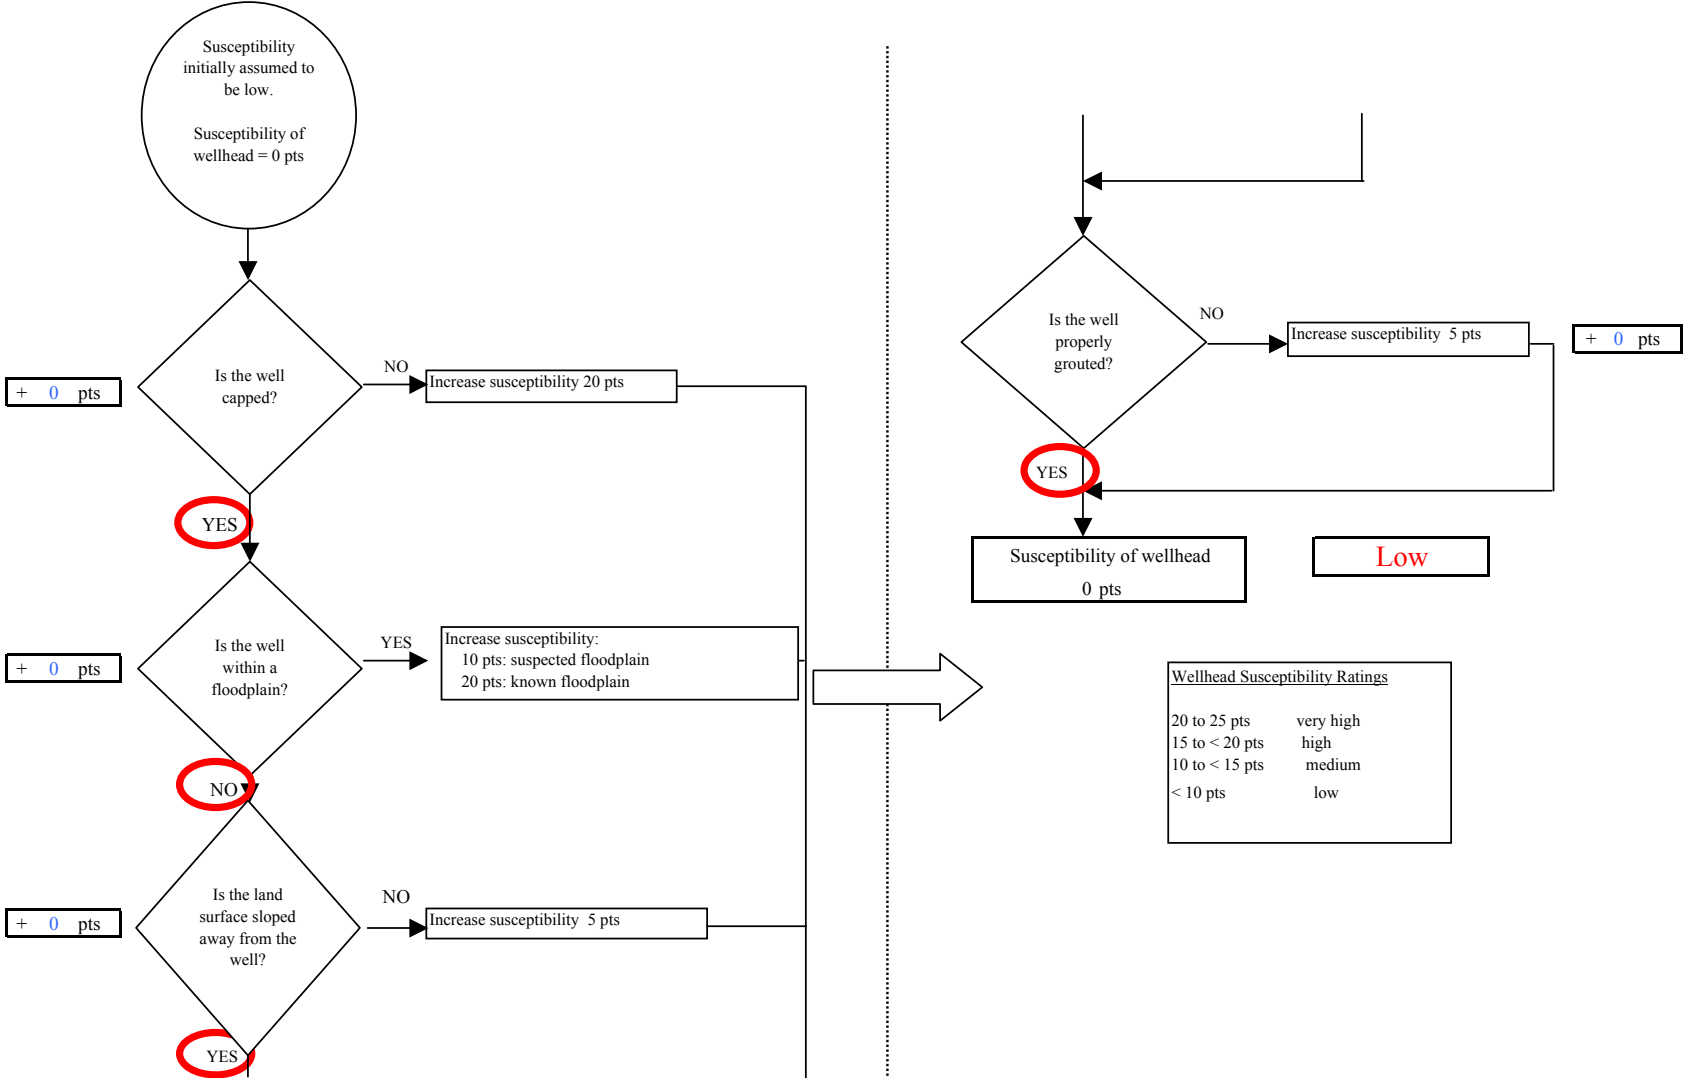 Susceptibility
initially assumed to
be low.
Susceptibility of
wellhead = 0 pts
Is the well
capped?
NO
Increase susceptibility 20 pts
+ 0 pts
YES
Is the well
within a
floodplain?
YES
Increase susceptibility:
10 pts: suspected floodplain
20 pts: known floodplain
+ 0 pts
NO
Is the land
surface sloped
away from the
well?
NO
Increase susceptibility 5 pts
+ 0 pts
YES
Is the well
properly
grouted?
NO
Increase susceptibility 5 pts
+ 0 pts
YES
Susceptibility of wellhead
0 pts
Low
Wellhead Susceptibility Ratings
20 to 25 pts very high
15 to < 20 pts high
10 to < 15 pts medium
< 10 pts low